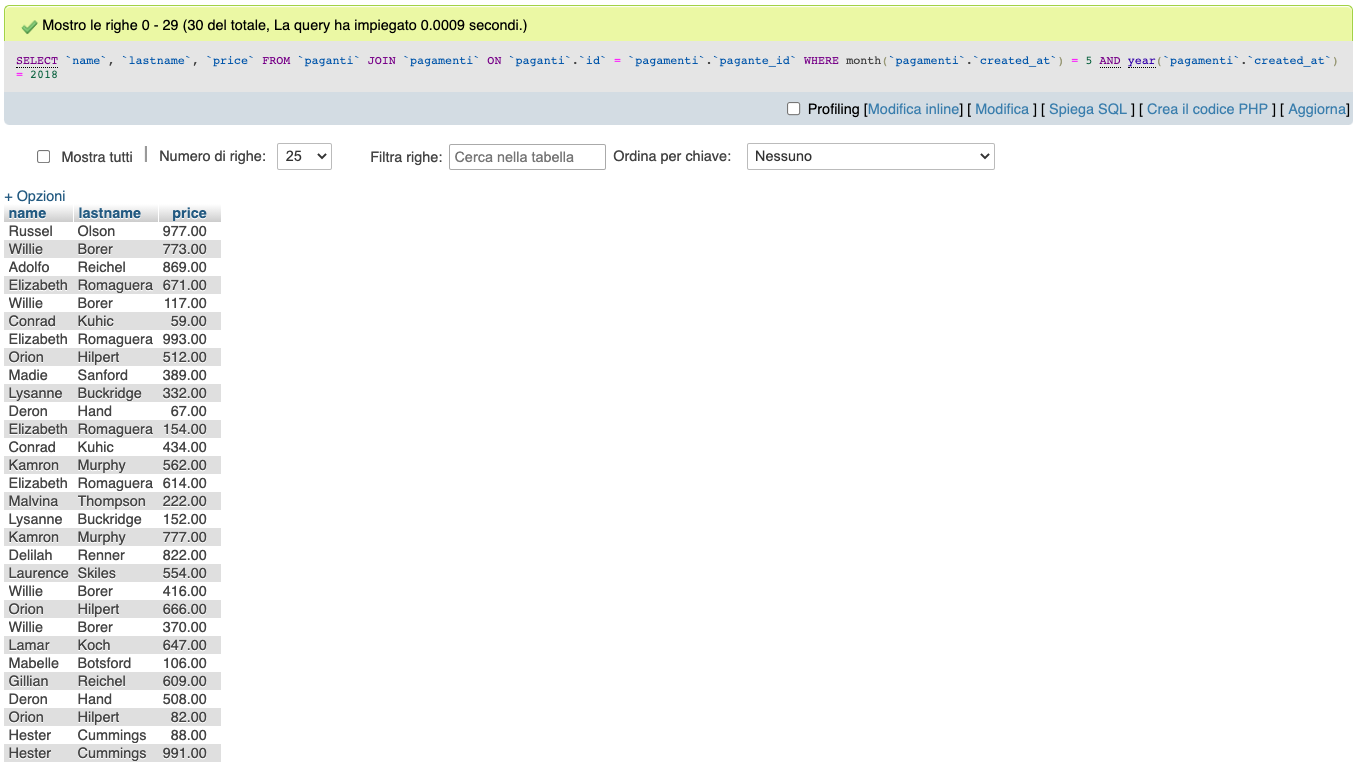 Mostro le righe 0 - 29 (30 del totale, La query ha impiegato 0.0009 secondi.)
SELECT `name`, `lastname`, `price` FROM `paganti` JOIN `pagamenti` ON `paganti`.`id` = `pagamenti`.`pagante_id` WHERE month(`pagamenti`.`created_at`) = 5 AND year(`pagamenti`.`created_at`)
= 2018
Profiling [Modifica inline] [ Modifica ] [ Spiega SQL ] [ Crea il codice PHP ] [ Aggiorna]
Mostra tutti | Numero di righe: 25 Filtra righe: Cerca nella tabella Ordina per chiave: Nessuno
+ Opzioni
name lastname price
Russel Olson 977.00
Willie Borer 773.00
Adolfo Reichel 869.00
Elizabeth Romaguera 671.00
Willie Borer 117.00
Conrad Kuhic 59.00
Elizabeth Romaguera 993.00
Orion Hilpert 512.00
Madie Sanford 389.00
Lysanne Buckridge 332.00
Deron Hand 67.00
Elizabeth Romaguera 154.00
Conrad Kuhic 434.00
Kamron Murphy 562.00
Elizabeth Romaguera 614.00
Malvina Thompson 222.00
Lysanne Buckridge 152.00
Kamron Murphy 777.00
Delilah Renner 822.00
Laurence Skiles 554.00
Willie Borer 416.00
Orion Hilpert 666.00
Willie Borer 370.00
Lamar Koch 647.00
Mabelle Botsford 106.00
Gillian Reichel 609.00
Deron Hand 508.00
Orion Hilpert 82.00
Hester Cummings 88.00
Hester Cummings 991.00